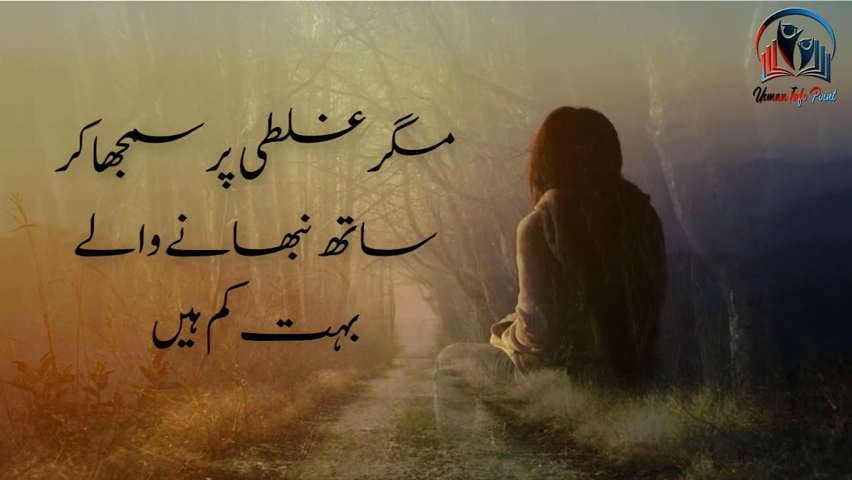 Usman Info Point
مگر غلطی پر سمجھا کر
ساتھ نبھانے والے
بہت کم ہیں